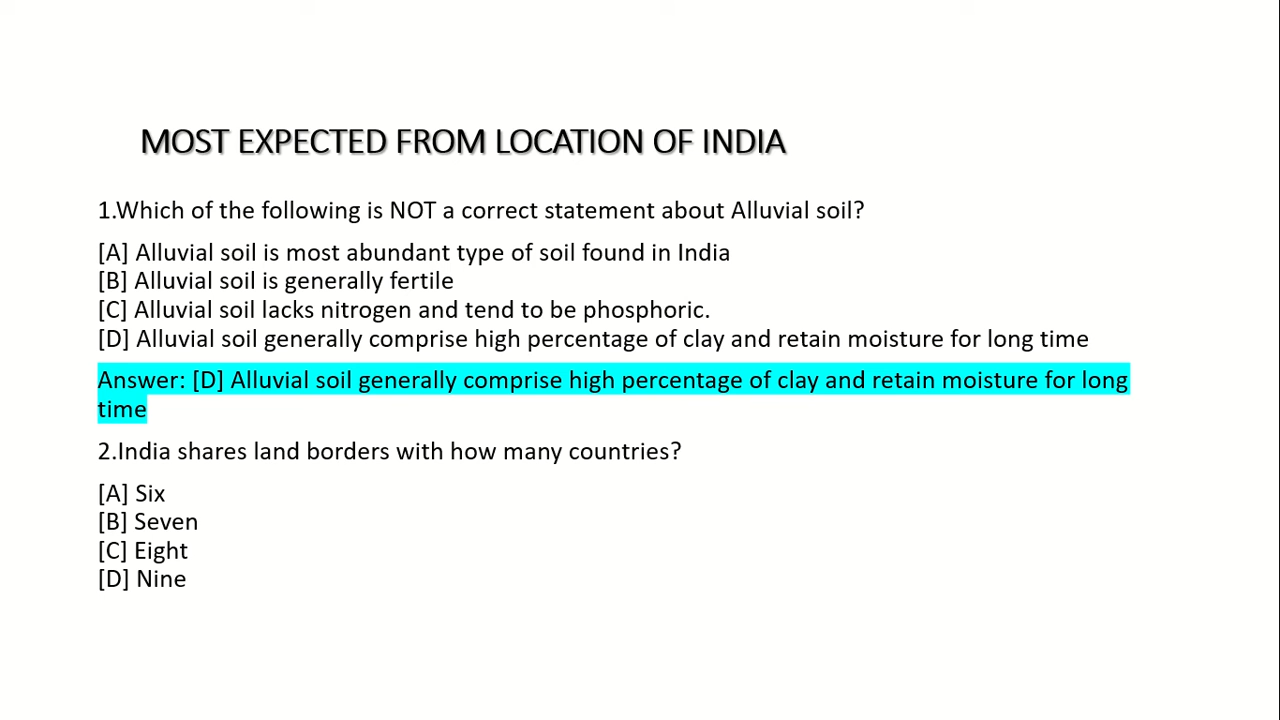 MOST EXPECTED FROM LOCATION OF INDIA
1.Which of the following is NOT a correct statement about Alluvial soil?
[A] Alluvial soil is most abundant type of soil found in India
[B] Alluvial soil is generally fertile
[C] Alluvial soil lacks nitrogen and tend to be phosphoric.
[D] Alluvial soil generally comprise high percentage of clay and retain moisture for long time
Answer: [D] Alluvial soil generally comprise high percentage of clay and retain moisture for long
time
2.India shares land borders with how many countries?
[A] Six
[B] Seven
[C] Eight
[D] Nine